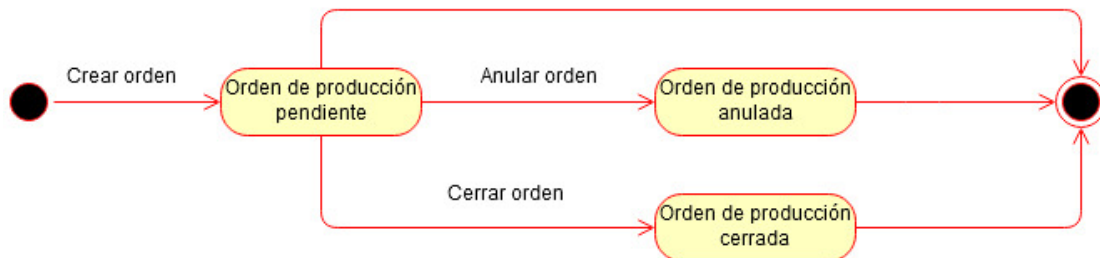 Crear orden
Orden de producción
pendiente
Anular orden
Orden de producción
anulada
Cerrar orden
Orden de producción
cerrada